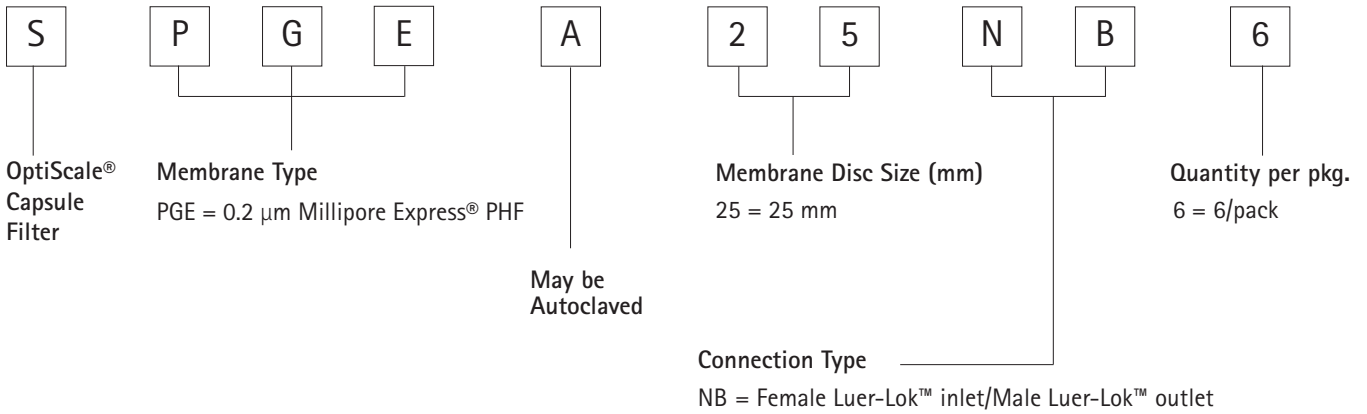 S P G E A 2 5 N B 6
OptiScale®
Capsule
Filter
Membrane Type
PGE = 0.2 μm Millipore Express® PHF
May be
Autoclaved
Membrane Disc Size (mm)
25 = 25 mm
Connection Type
NB = Female Luer-Lok™ inlet/Male Luer-Lok™ outlet
Quantity per pkg.
6 = 6/pack